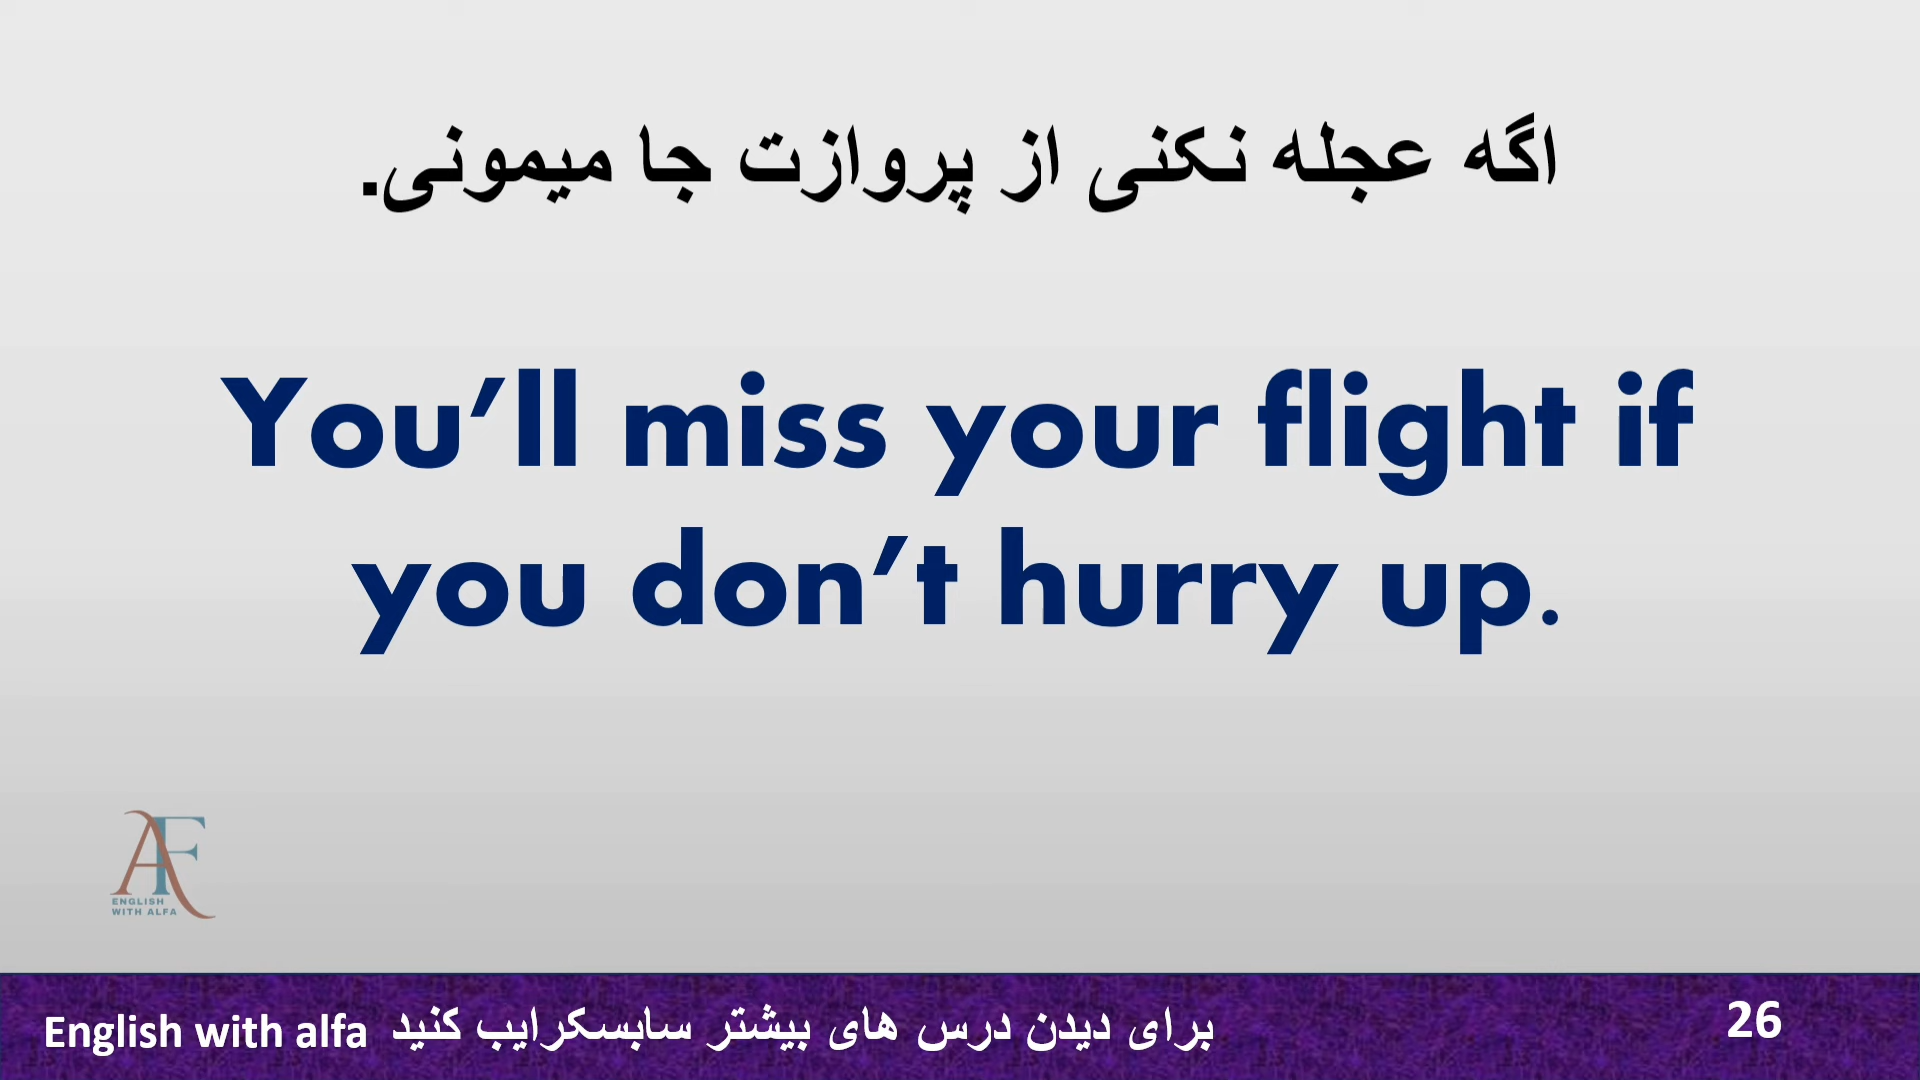 اگه عجله نکنی از پروازت جا میمونی.
You’ll miss your flight if
you don’t hurry up.
AF
ENGLISH
WITH ALFA
English with alfa برای دیدن درس های بیشتر سابسکرایب کنید
26